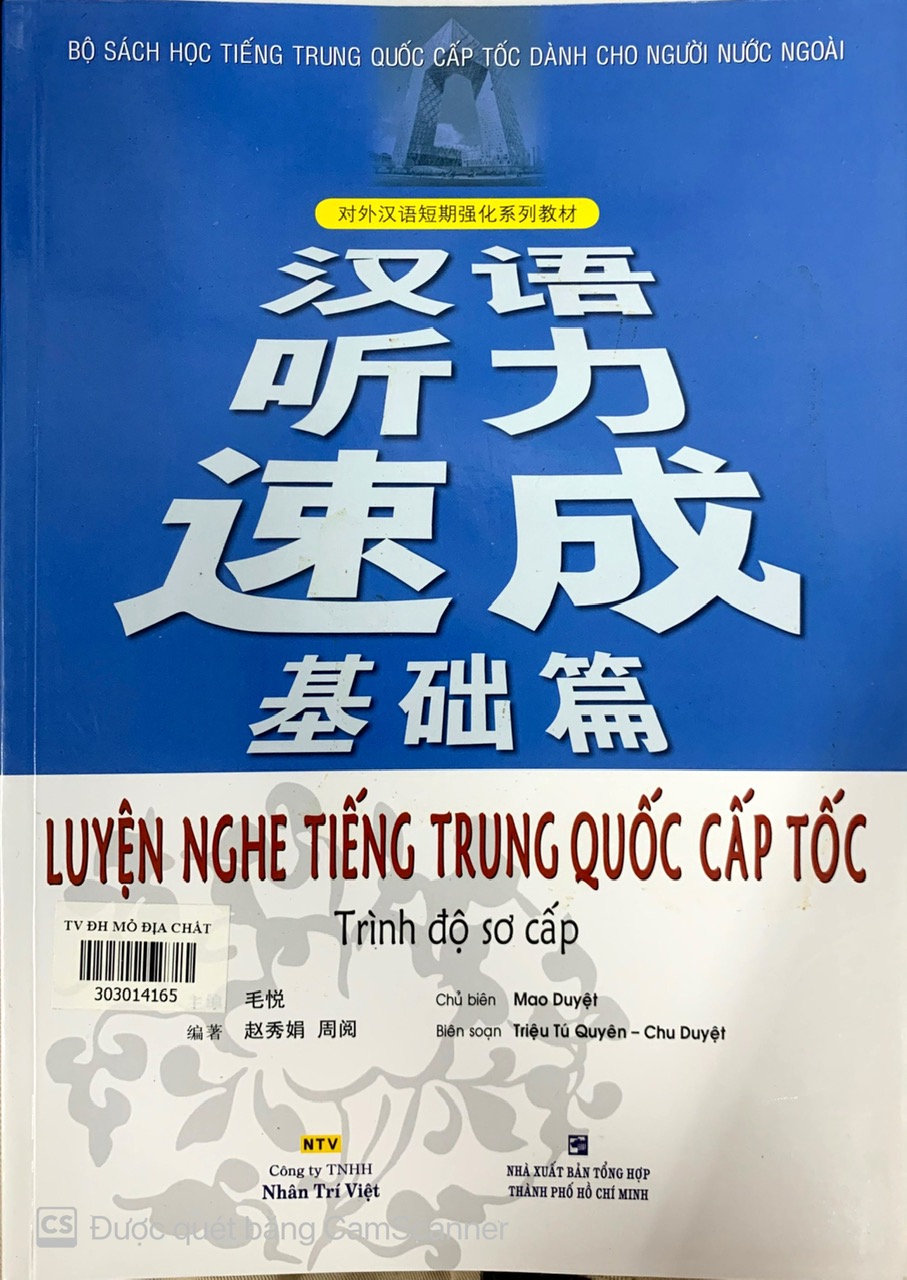 BỘ SÁCH HỌC TIẾNG TRUNG QUỐC CẤP TỐC DÀNH CHO NGƯỜI NƯỚC NGOÀI
对外汉语短期强化系列教材
汉语
听力
速成
基础篇
LUYỆN NGHE TIẾNG TRUNG QUỐC CẤP TỐC
Trình độ sơ cấp
TV ĐH MỎ ĐỊA CHẤT
303014165
毛悦 Chủ biên Mao Duyệt
编著 赵秀娟 周阅 Biên soạn Triệu Tú Quyên – Chu Duyệt
NTV
Công ty TNHH
Nhân Trí Việt
NHÀ XUẤT BẢN TỔNG HỢP
THÀNH PHỐ HỒ CHÍ MINH
CS Được quét bằng CamScanner